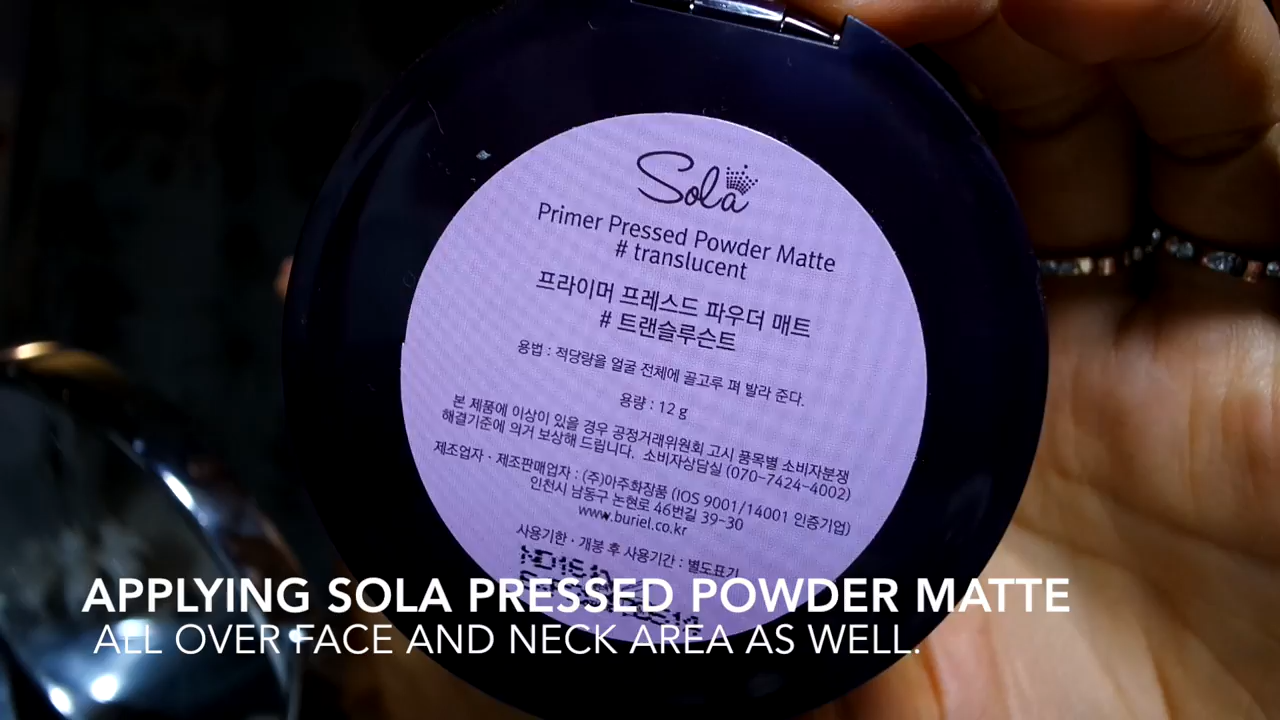 Sola
Primer Pressed Powder Matte
# translucent
프라이머 프레스드 파우더 매트
# 트랜슬루슨트
용법 : 적당량을 얼굴 전체에 골고루 펴 발라 준다.
용량 : 12 g
본 제품에 이상이 있을 경우 공정거래위원회 고시 품목별 소비자분쟁
해결기준에 의거 보상해 드립니다. 소비자상담실 (070-7424-4002)
제조업자 · 제조판매업자 : (주)아주화장품 (IOS 9001/14001 인증기업)
인천시 남동구 논현로 46번길 39-30
www.buriel.co.kr
사용기한 · 개봉 후 사용기간 : 별도표기
APPLYING SOLA PRESSED POWDER MATTE
ALL OVER FACE AND NECK AREA AS WELL.